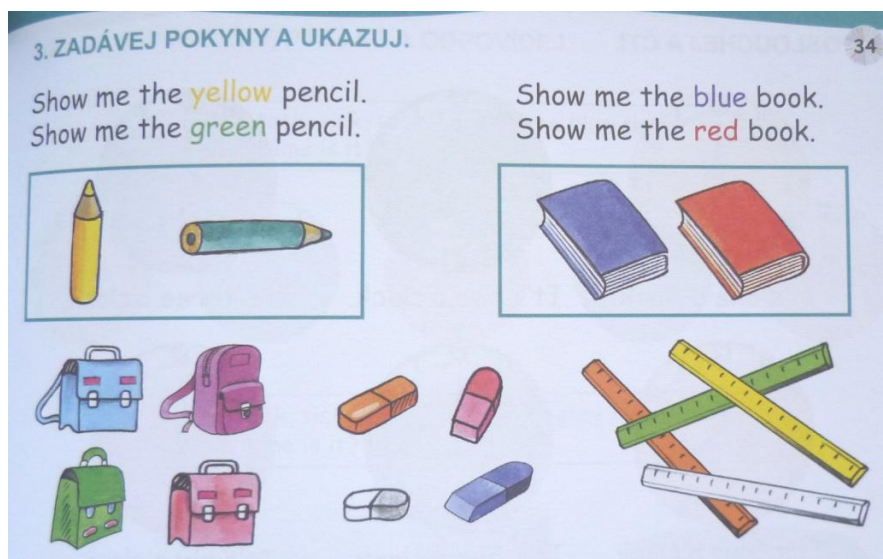 3. ZADÁVEJ POKYNY A UKAZUJ.
34
Show me the yellow pencil.
Show me the green pencil.
Show me the blue book.
Show me the red book.